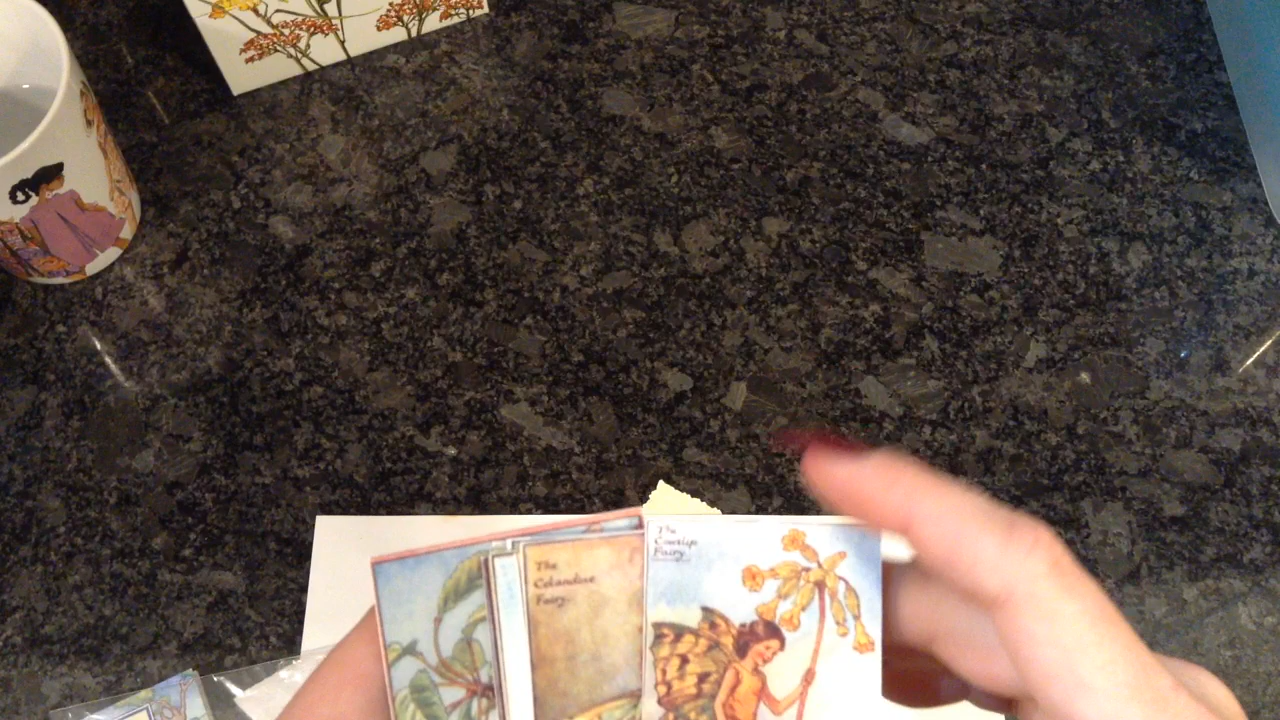 The
Celandine
Fairy.
The
Cowslip
Fairy